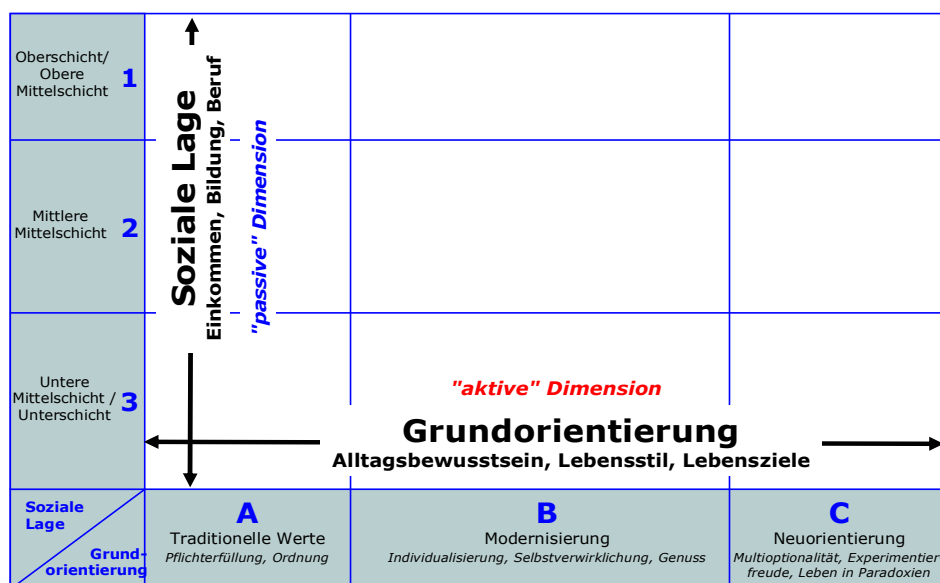 Oberschicht/
Obere
Mittelschicht
1
Soziale Lage
Einkommen, Bildung, Beruf
"passive" Dimension
Mittlere
Mittelschicht
2
Untere
Mittelschicht /
Unterschicht
3
"aktive" Dimension
Grundorientierung
Alltagsbewusstsein, Lebensstil, Lebensziele
Soziale
Lage
Grund-
orientierung
A
Traditionelle Werte
Pflichterfüllung, Ordnung
B
Modernisierung
Individualisierung, Selbstverwirklichung, Genuss
C
Neuorientierung
Multioptionalität, Experimentier
freude, Leben in Paradoxien